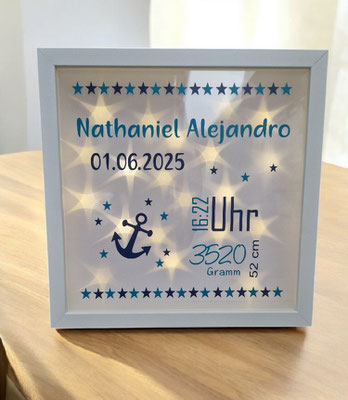 Nathaniel Alejandro
01.06.2025
16:22 Uhr
3520
Gramm
52 cm